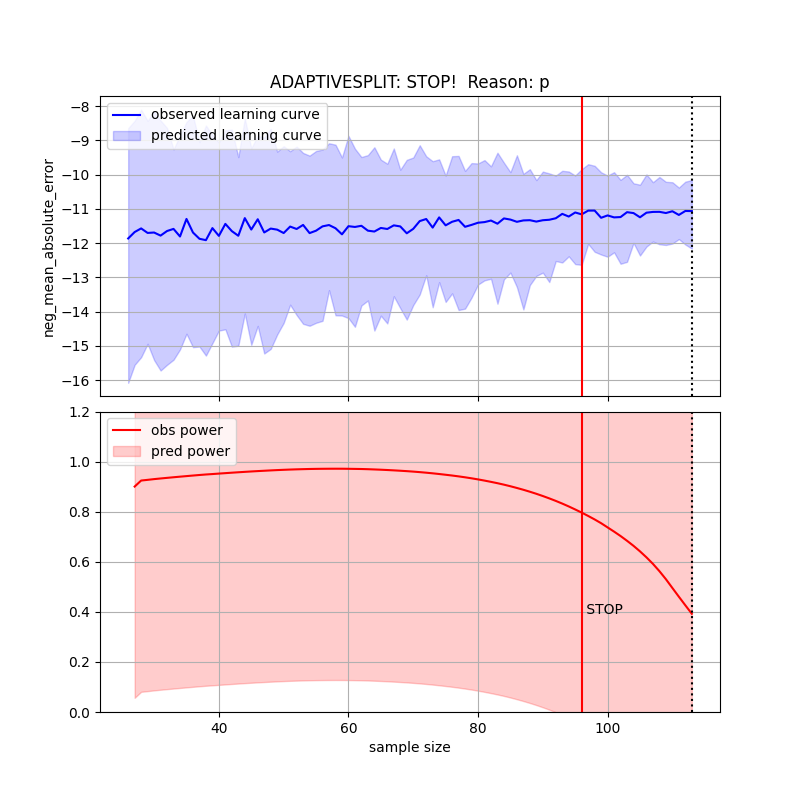 ADAPTIVESPLIT: STOP!  Reason: p
observed learning curve
predicted learning curve
neg_mean_absolute_error
−8
−9
−10
−11
−12
−13
−14
−15
−16
obs power
pred power
1.2
1.0
0.8
0.6
0.4
0.2
0.0
STOP
40
60
80
100
sample size